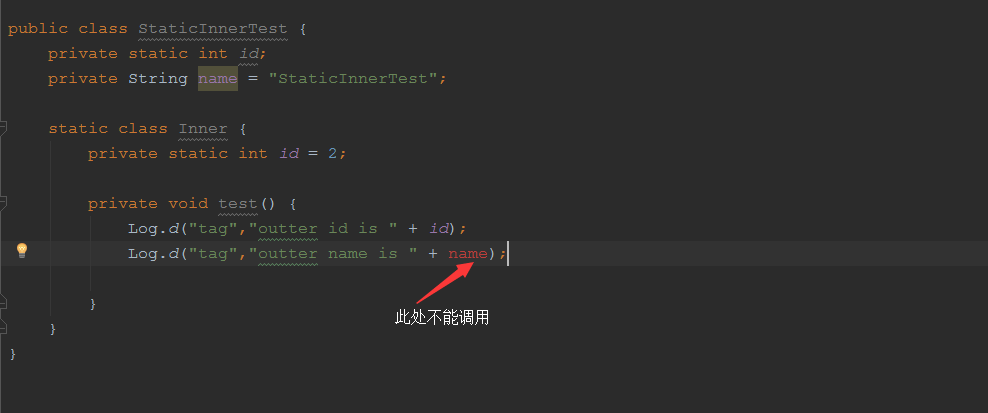 public class StaticInnerTest {
    private static int id;
    private String name = "StaticInnerTest";
    static class Inner {
        private static int id = 2;
        private void test() {
            Log.d("tag","outter id is " + id);
            Log.d("tag","outter name is " + name);
此处不能调用
        }
    }
}